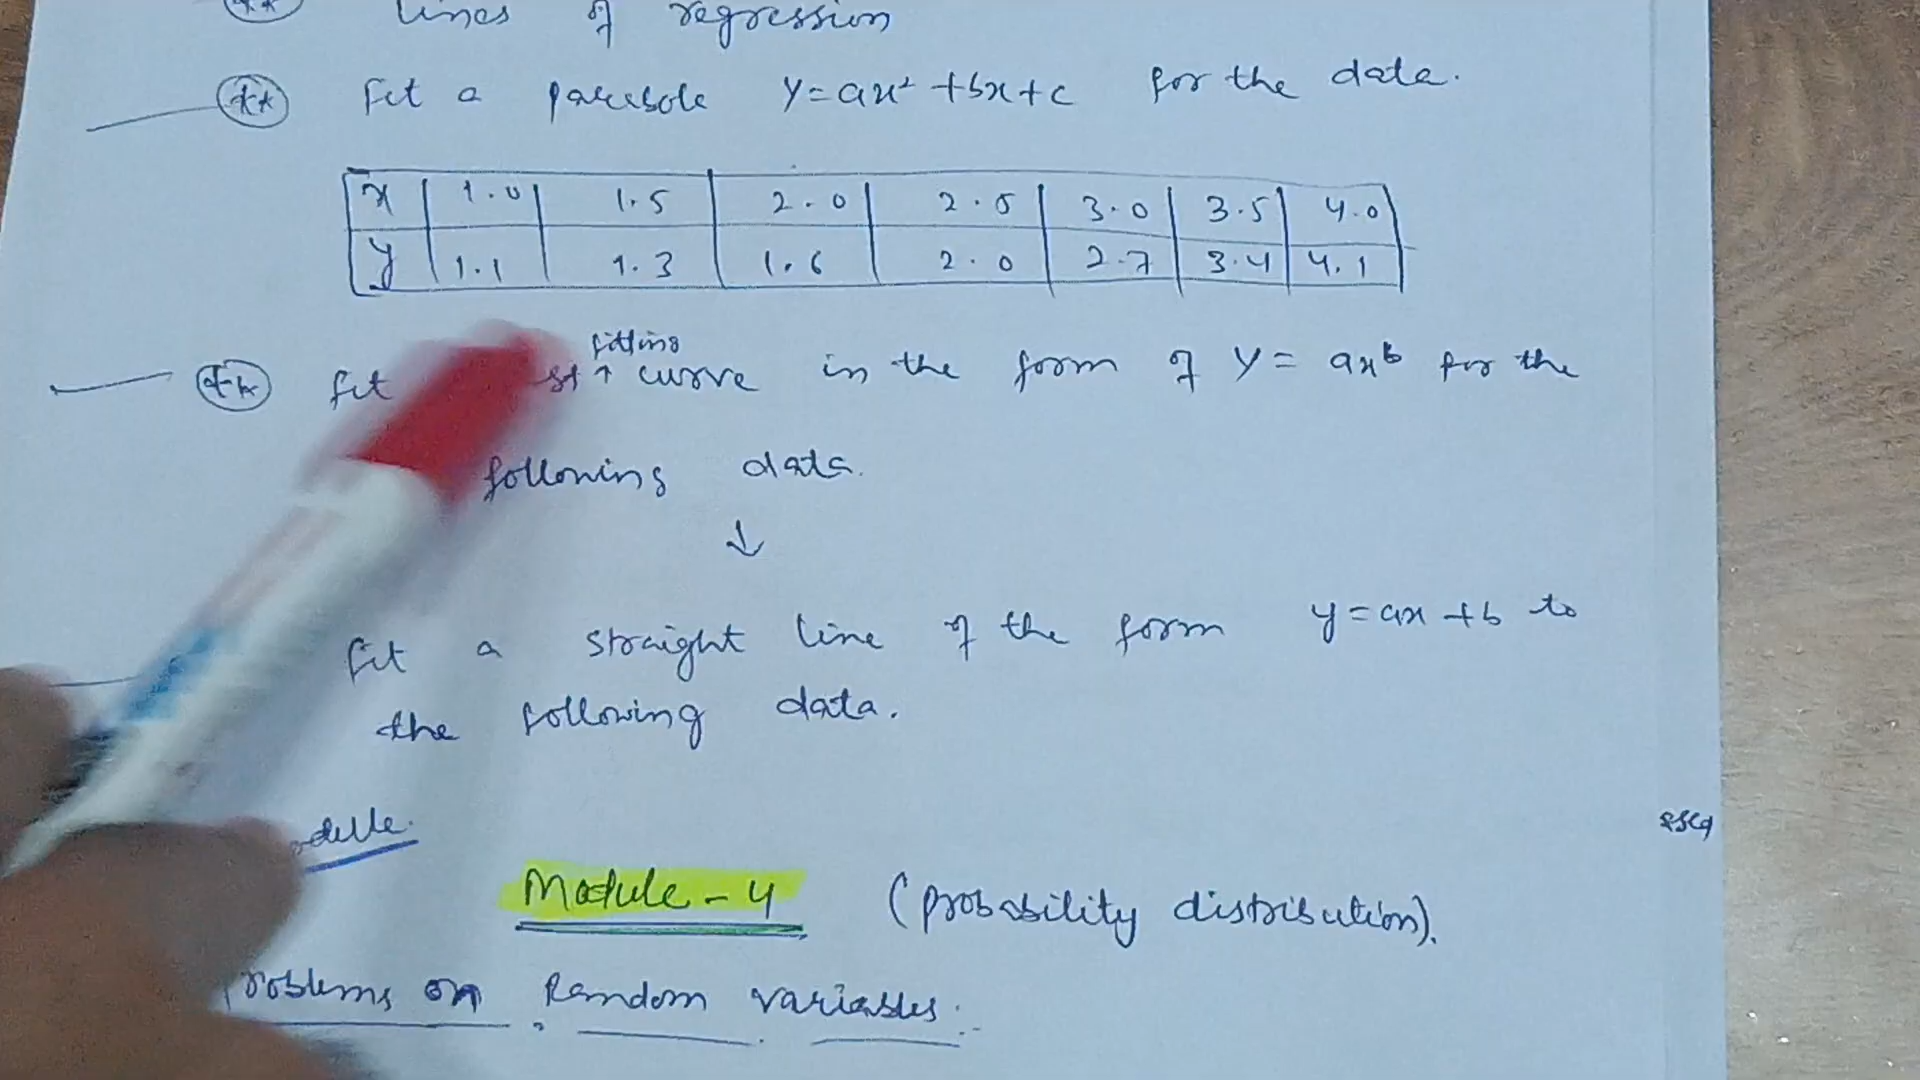 lines of regression
** Fit a parabola y=ax²+bx+c for the data.
x | 1.0 | 1.5 | 2.0 | 2.5 | 3.0 | 3.5 | 4.0
y | 1.1 | 1.3 | 1.6 | 2.0 | 2.7 | 3.4 | 4.1
fitting
** fit st ↑ curve in the form of y = axᵇ for the
following data.
↓
fit a straight line of the form y=ax+b to
the following data.
Module-4 (probability distribution).
roblems on Random variables.